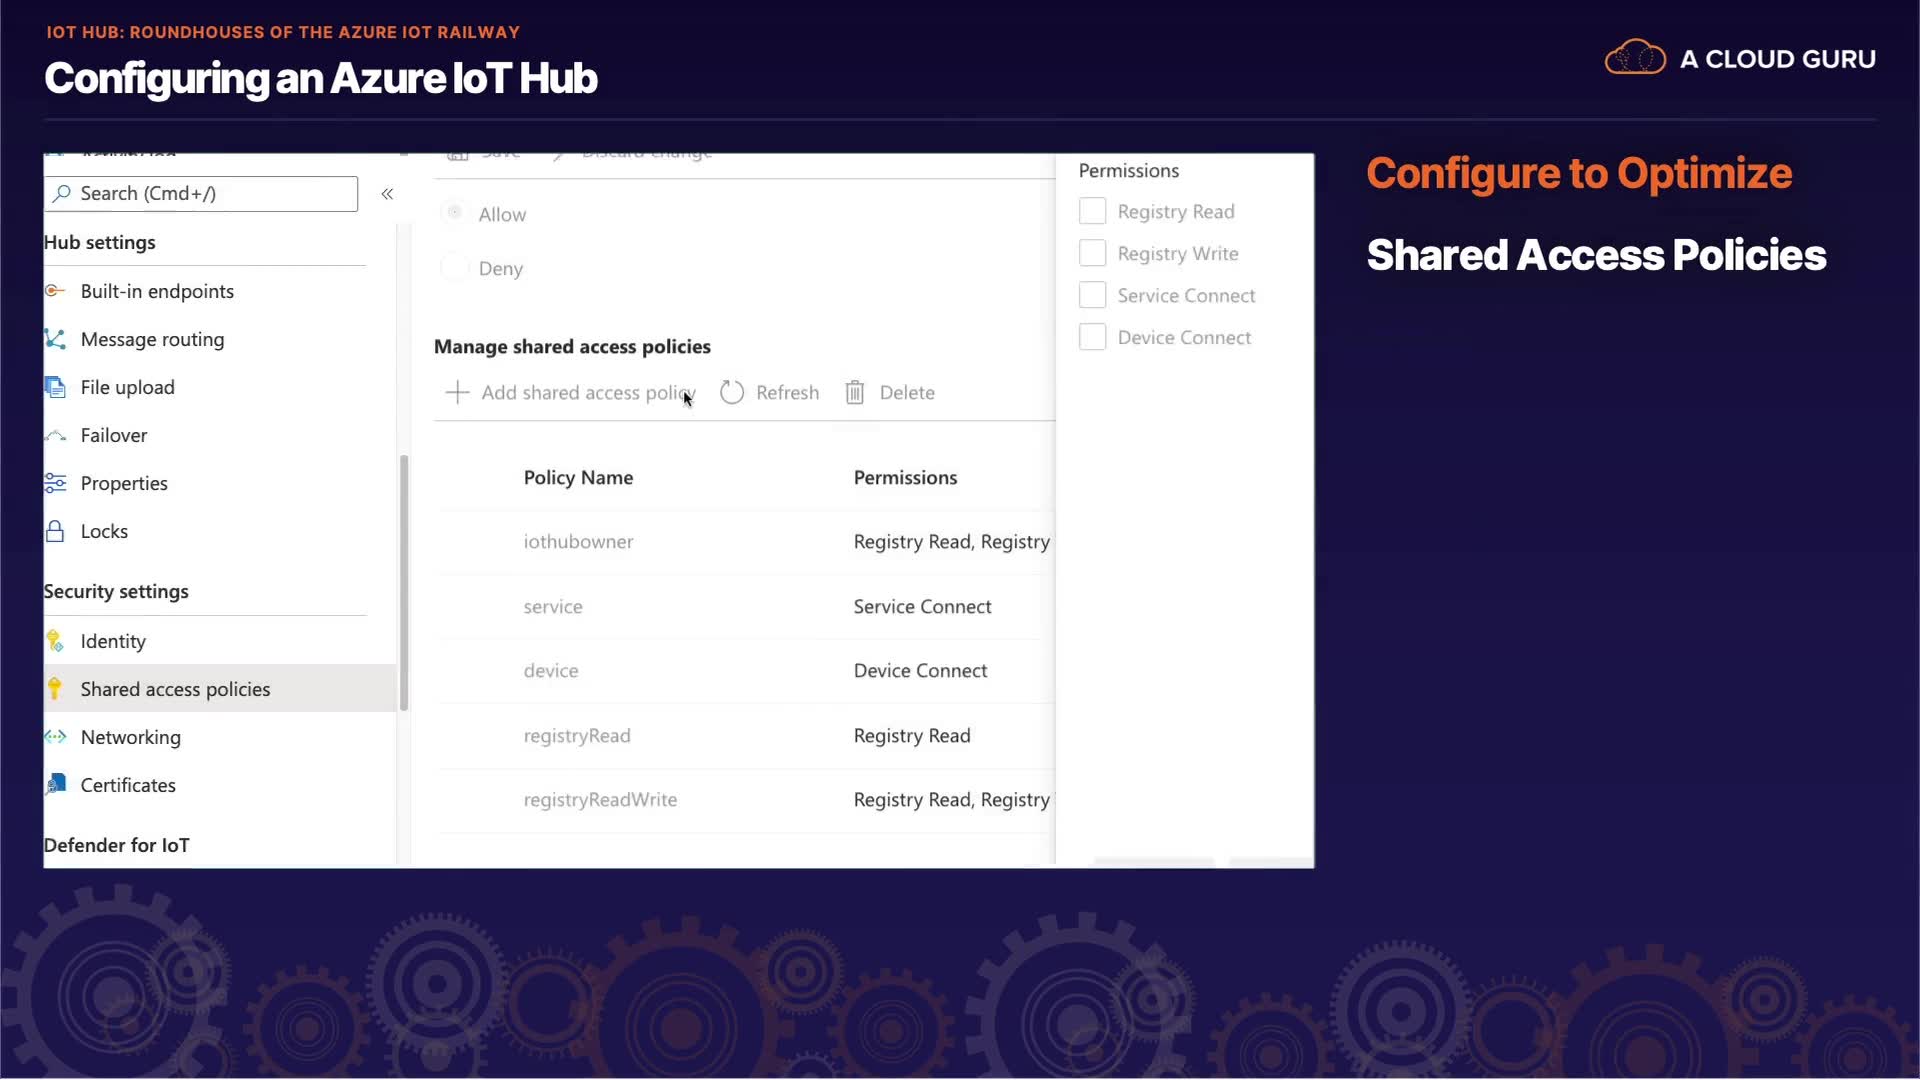 IOT HUB: ROUNDHOUSES OF THE AZURE IOT RAILWAY
Configuring an Azure IoT Hub
A CLOUD GURU
Search (Cmd+/)
Hub settings
Built-in endpoints
Message routing
File upload
Failover
Properties
Locks
Security settings
Identity
Shared access policies
Networking
Certificates
Defender for IoT
Save Discard change
Allow
Deny
Manage shared access policies
Add shared access policy Refresh Delete
Policy Name Permissions
iothubowner Registry Read, Registry
service Service Connect
device Device Connect
registryRead Registry Read
registryReadWrite Registry Read, Registry
Permissions
Registry Read
Registry Write
Service Connect
Device Connect
Configure to Optimize
Shared Access Policies